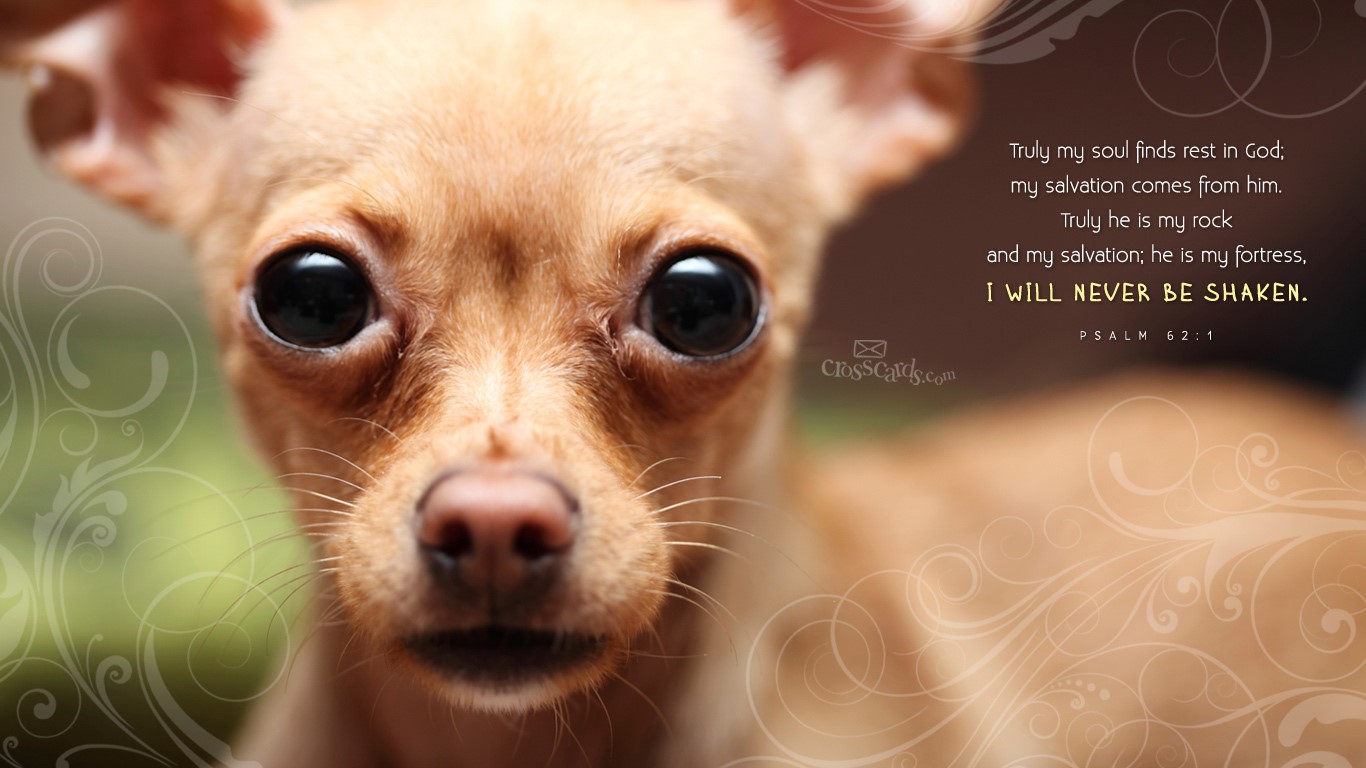 Truly my soul finds rest in God;
my salvation comes from him.
Truly he is my rock
and my salvation; he is my fortress,
I WILL NEVER BE SHAKEN.
PSALM 62:1
crosscards.com